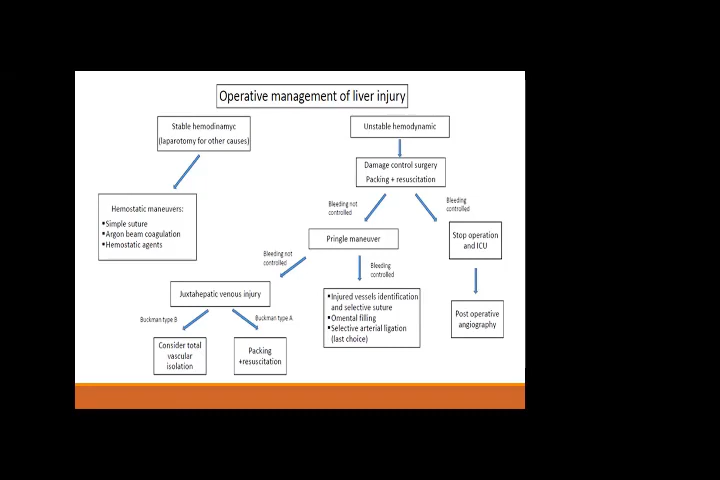 Operative management of liver injury
Stable hemodinamyc
(laparotomy for other causes)
Unstable hemodynamic
Damage control surgery
Packing + resuscitation
Hemostatic maneuvers:
▪Simple suture
▪Argon beam coagulation
▪Hemostatic agents
Bleeding not
controlled
Bleeding
controlled
Pringle maneuver
Stop operation
and ICU
Bleeding not
controlled
Bleeding
controlled
Juxtahepatic venous injury
▪Injured vessels identification
and selective suture
▪Omental filling
▪Selective arterial ligation
(last choice)
Post operative
angiography
Buckman type B
Buckman type A
Consider total
vascular
isolation
Packing
+resuscitation